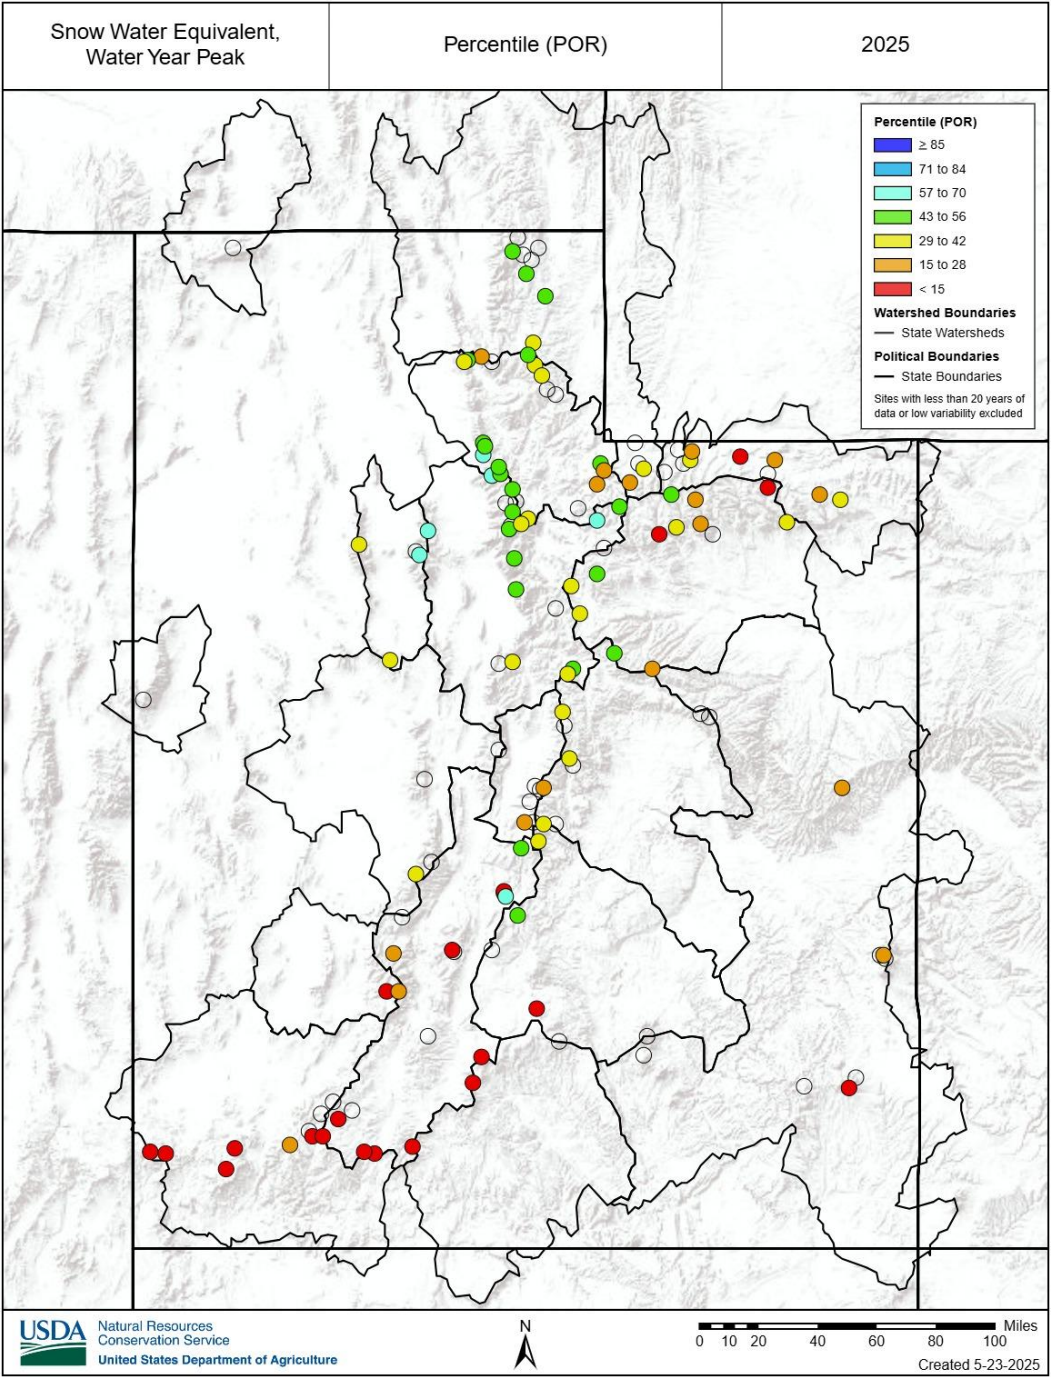 Snow Water Equivalent,
Water Year Peak
Percentile (POR)
2025
Percentile (POR)
≥ 85
71 to 84
57 to 70
43 to 56
29 to 42
15 to 28
< 15
Watershed Boundaries
State Watersheds
Political Boundaries
State Boundaries
Sites with less than 20 years of
data or low variability excluded
USDA
Natural Resources
Conservation Service
United States Department of Agriculture
N
Miles
0 10 20 40 60 80 100
Created 5-23-2025